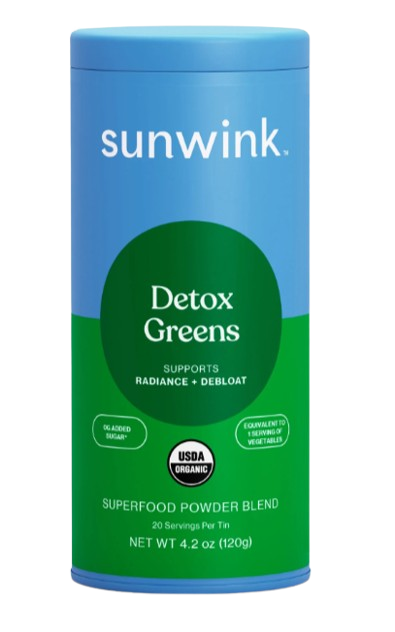 sunwink™
Detox
Greens
SUPPORTS
RADIANCE + DEBLOAT
0G ADDED
SUGAR*
EQUIVALENT TO
1 SERVING OF
VEGETABLES
USDA
ORGANIC
SUPERFOOD POWDER BLEND
20 Servings Per Tin
NET WT 4.2 oz (120g)